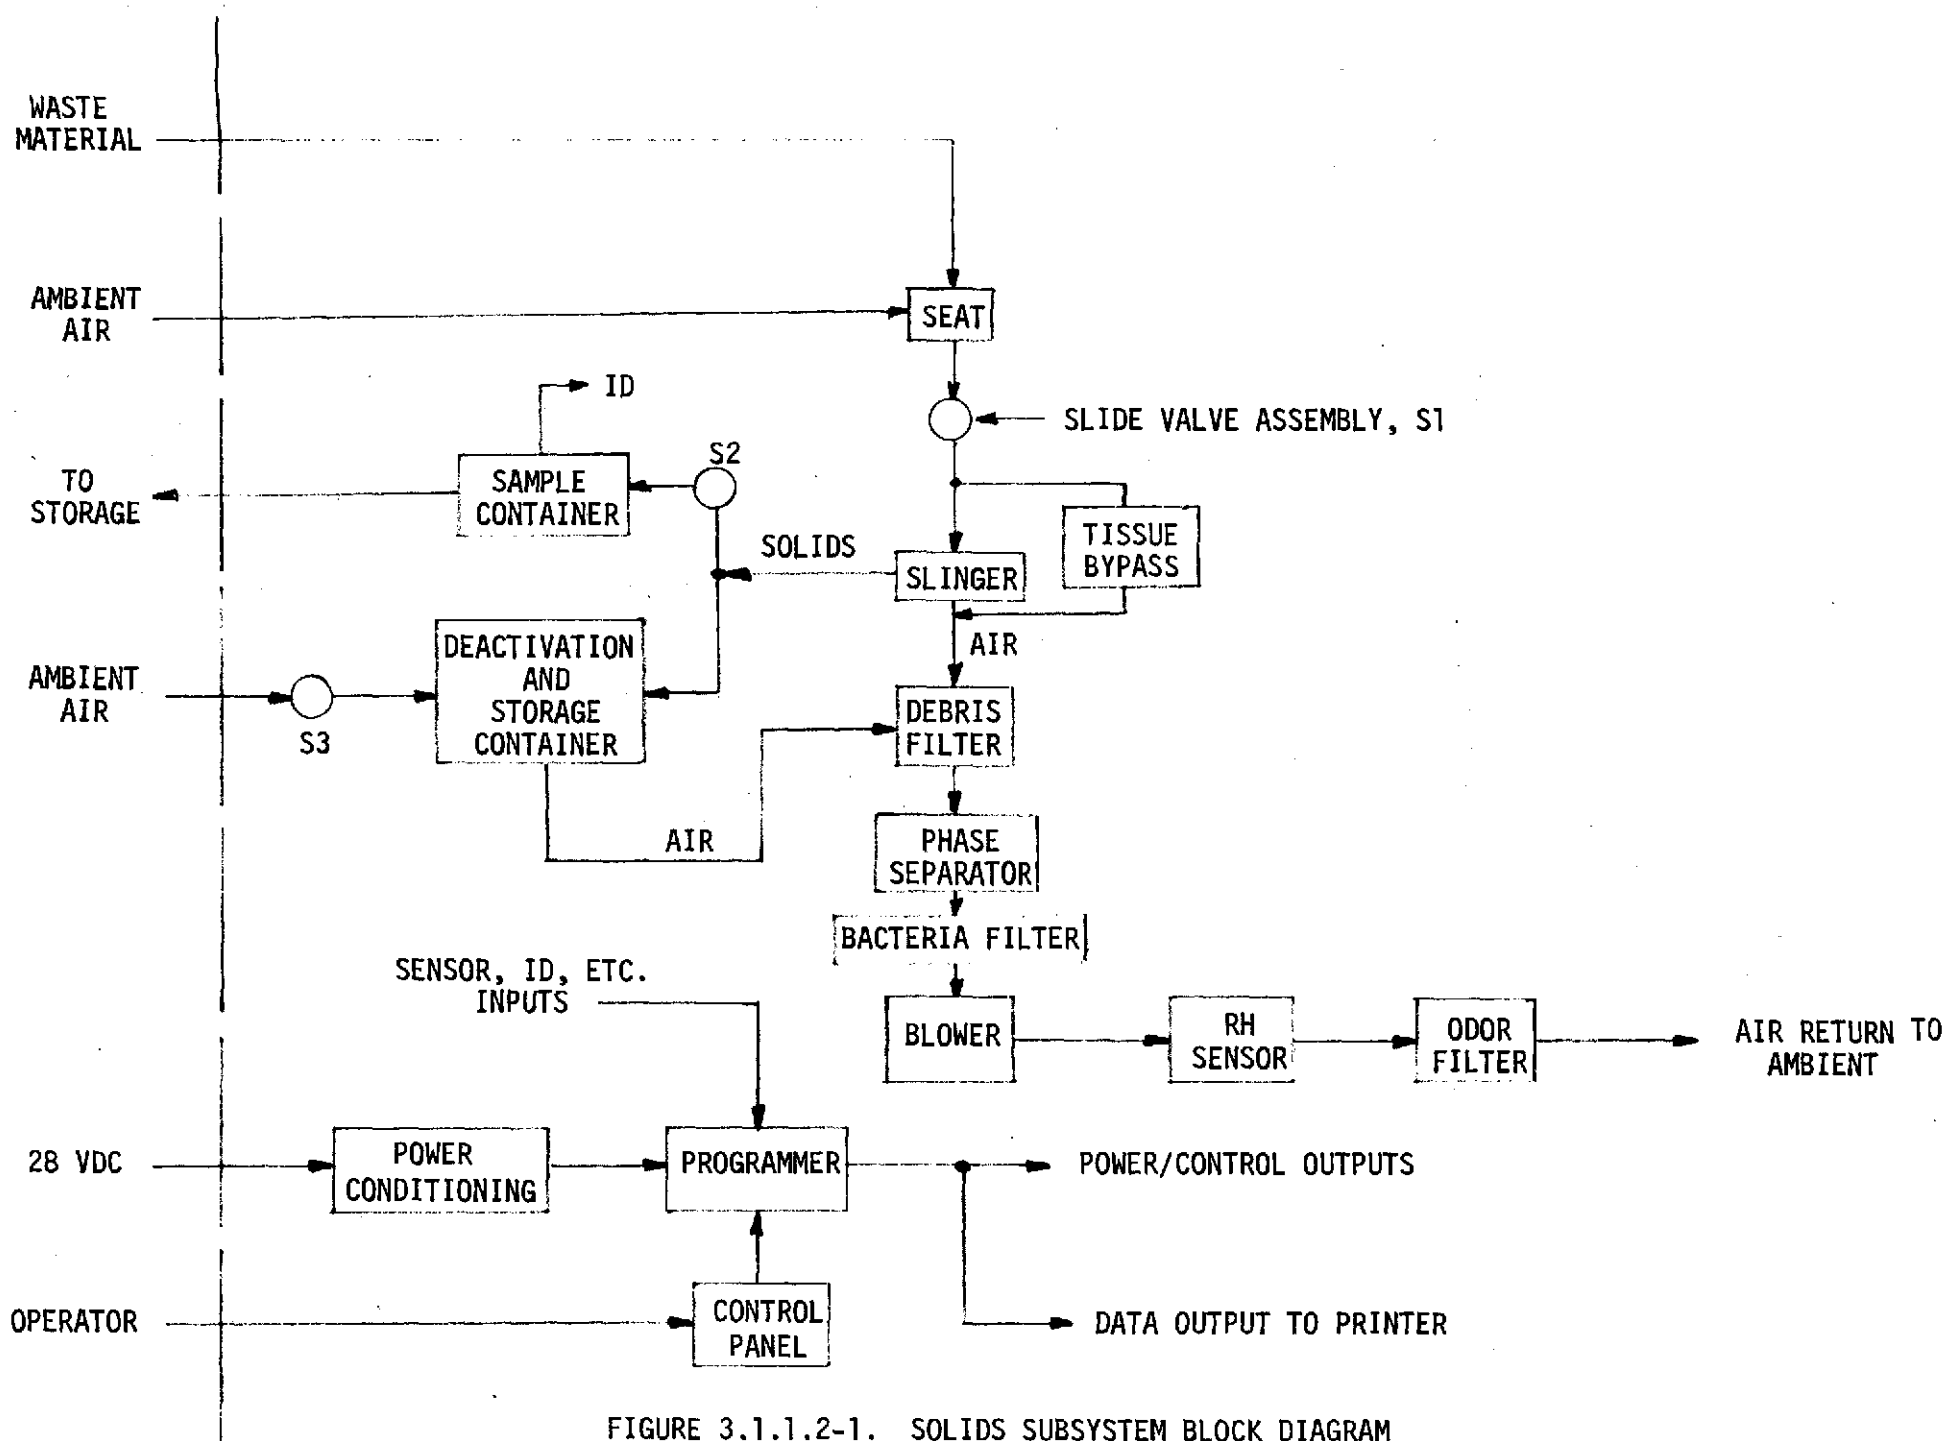 WASTE
MATERIAL
AMBIENT
AIR
SEAT
ID
SLIDE VALVE ASSEMBLY, S1
S2
TO
STORAGE
SAMPLE
CONTAINER
TISSUE
BYPASS
SOLIDS
SLINGER
AIR
DEACTIVATION
AND
STORAGE
CONTAINER
AMBIENT
AIR
S3
DEBRIS
FILTER
AIR
PHASE
SEPARATOR
BACTERIA FILTER
SENSOR, ID, ETC.
INPUTS
BLOWER
RH
SENSOR
ODOR
FILTER
AIR RETURN TO
AMBIENT
28 VDC
POWER
CONDITIONING
PROGRAMMER
POWER/CONTROL OUTPUTS
OPERATOR
CONTROL
PANEL
DATA OUTPUT TO PRINTER
FIGURE 3.1.1.2-1. SOLIDS SUBSYSTEM BLOCK DIAGRAM